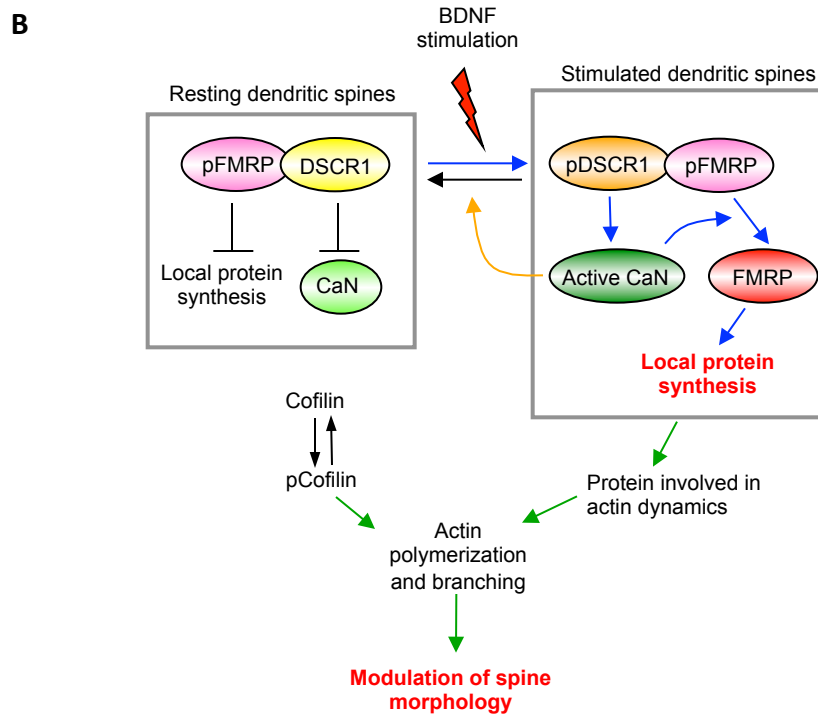 B
BDNF
stimulation
Resting dendritic spines
Stimulated dendritic spines
pFMRP
DSCR1
pDSCR1
pFMRP
Local protein
synthesis
CaN
Active CaN
FMRP
Local protein
synthesis
Cofilin
pCofilin
Protein involved in
actin dynamics
Actin
polymerization
and branching
Modulation of spine
morphology